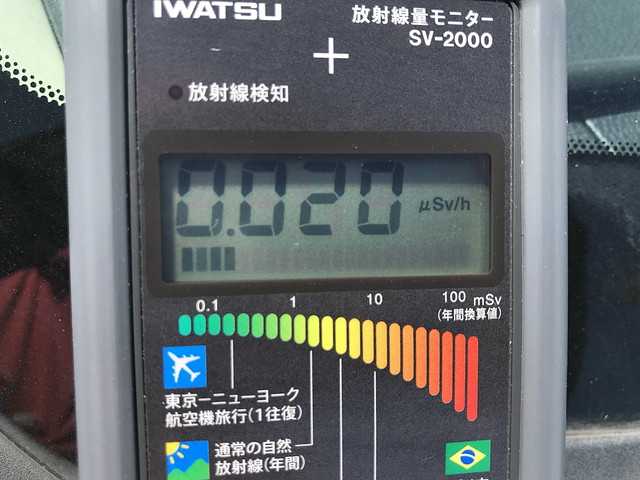 IWATSU
放射線量モニター
SV-2000
放射線検知
0.020 μSv/h
0.1 1 10 100 mSv
(年間換算値)
東京ーニューヨーク
航空機旅行(1往復)
通常の自然
放射線(年間)